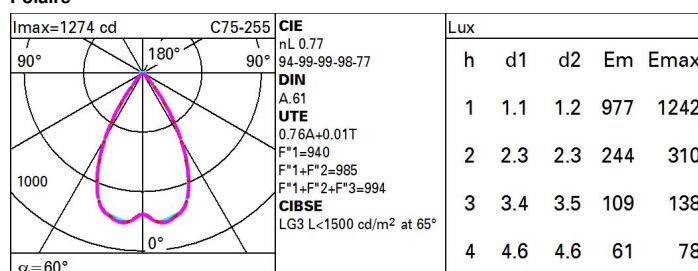 Imax=1274 cd C75-255
90° 180° 90°
1000
0°
α=60°
CIE
nL 0.77
94-99-99-98-77
DIN
A.61
UTE
0.76A+0.01T
F"1=940
F"1+F"2=985
F"1+F"2+F"3=994
CIBSE
LG3 L<1500 cd/m² at 65°
Lux
h d1 d2 Em Emax
1 1.1 1.2 977 1242
2 2.3 2.3 244 310
3 3.4 3.5 109 138
4 4.6 4.6 61 78